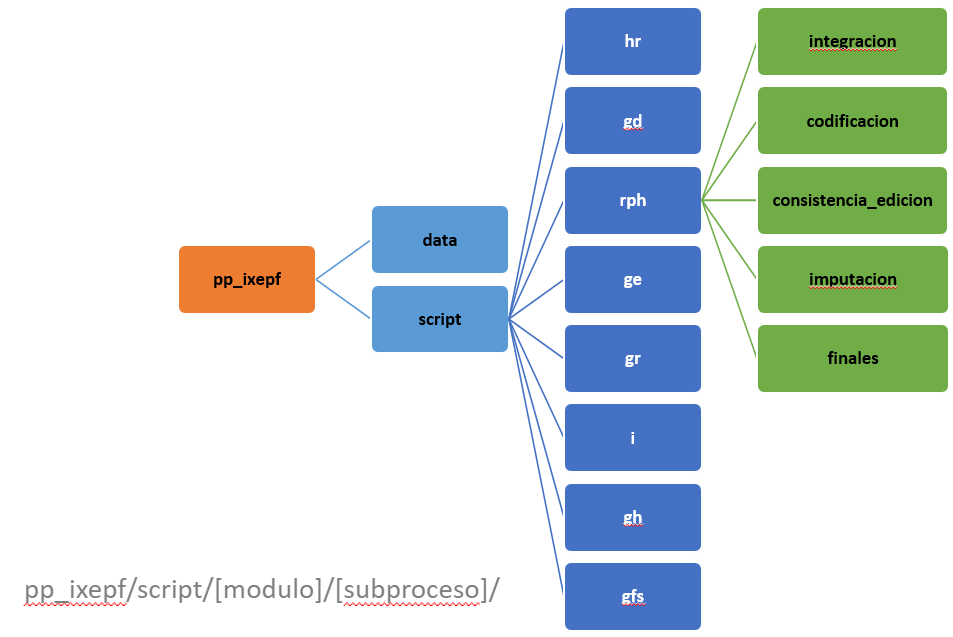 pp_ixepf
data
script
hr
gd
rph
ge
gr
i
gh
gfs
integracion
codificacion
consistencia_edicion
imputacion
finales
pp_ixepf/script/[modulo]/[subproceso]/